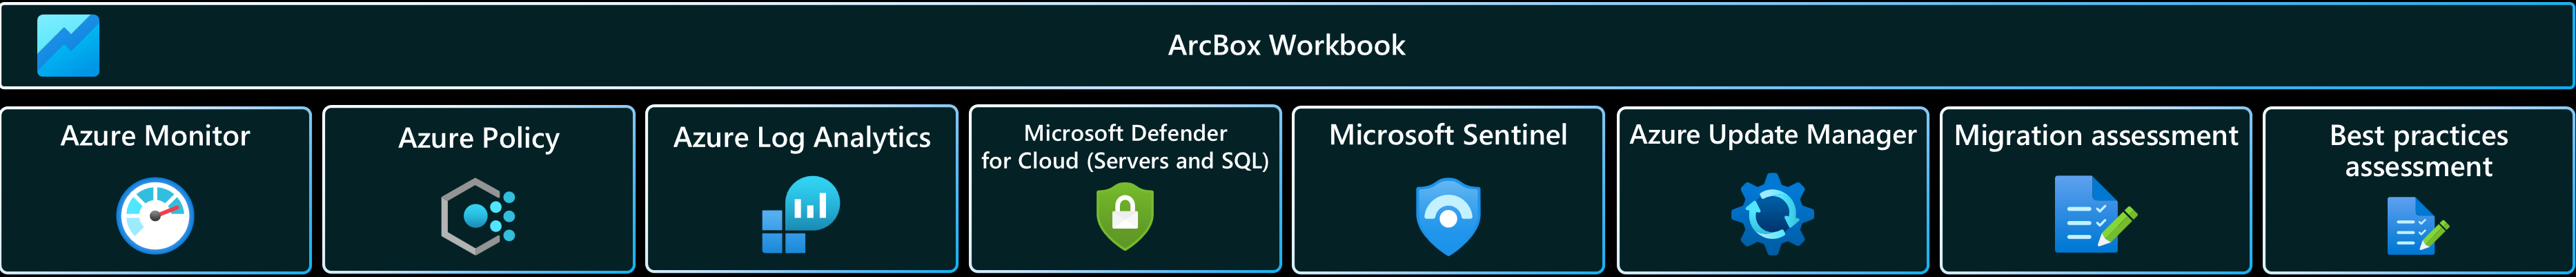 ArcBox Workbook
Azure Monitor
Azure Policy
Azure Log Analytics
Microsoft Defender
for Cloud (Servers and SQL)
Microsoft Sentinel
Azure Update Manager
Migration assessment
Best practices
assessment